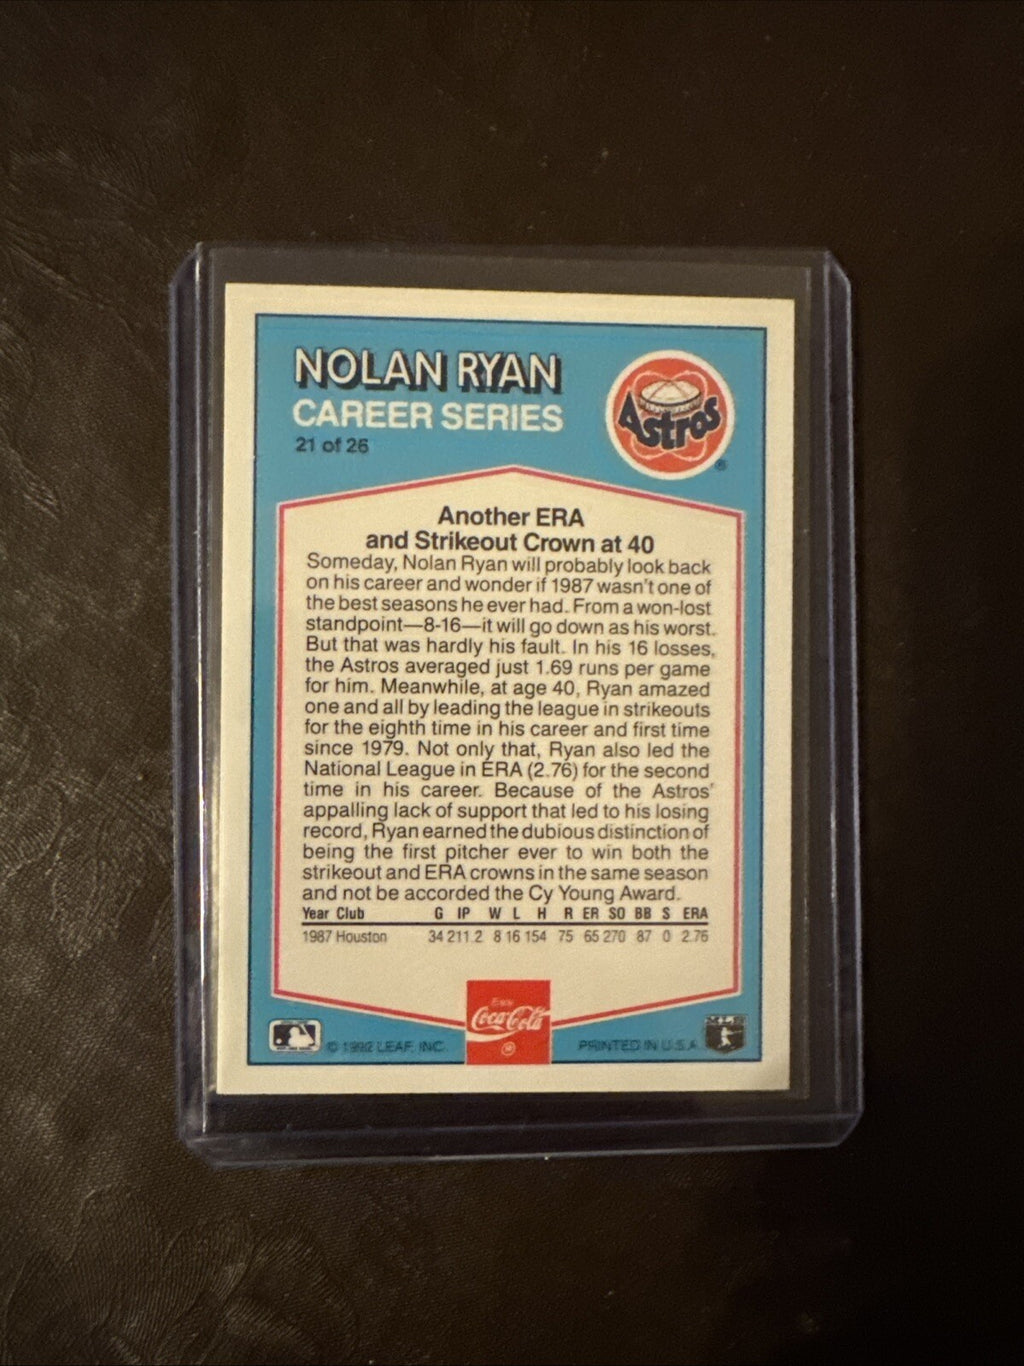 NOLAN RYAN
CAREER SERIES
21 of 26
Astros
®
Another ERA
and Strikeout Crown at 40
Someday, Nolan Ryan will probably look back
on his career and wonder if 1987 wasn't one of
the best seasons he ever had. From a won-lost
standpoint—8-16—it will go down as his worst.
But that was hardly his fault. In his 16 losses,
the Astros averaged just 1.69 runs per game
for him. Meanwhile, at age 40, Ryan amazed
one and all by leading the league in strikeouts
for the eighth time in his career and first time
since 1979. Not only that, Ryan also led the
National League in ERA (2.76) for the second
time in his career. Because of the Astros'
appalling lack of support that led to his losing
record, Ryan earned the dubious distinction of
being the first pitcher ever to win both the
strikeout and ERA crowns in the same season
and not be accorded the Cy Young Award.
Year Club G IP W L H R ER SO BB S ERA
1987 Houston 34 211.2 8 16 154 75 65 270 87 0 2.76
Enjoy
Coca-Cola
®
© 1992 LEAF, INC.
PRINTED IN U.S.A.